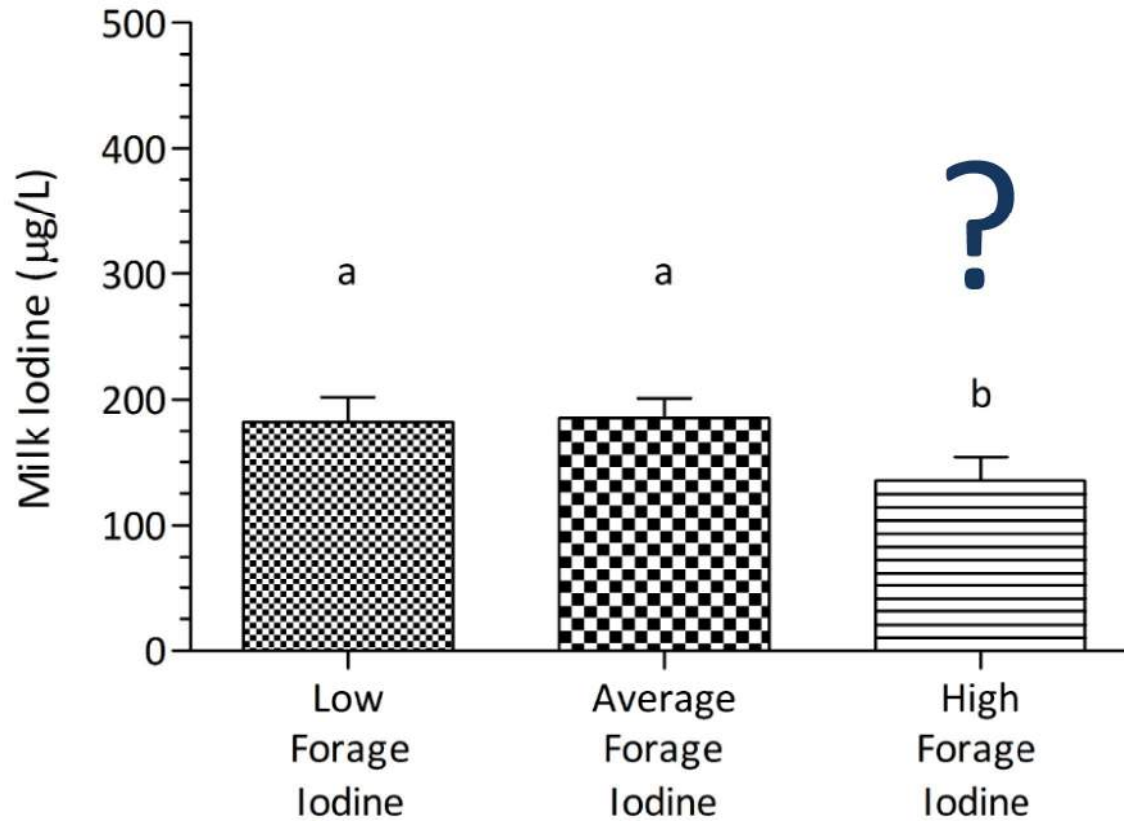 Milk Iodine (µg/L)
500
400
300
200
100
0
a
a
?
b
Low
Forage
Iodine
Average
Forage
Iodine
High
Forage
Iodine